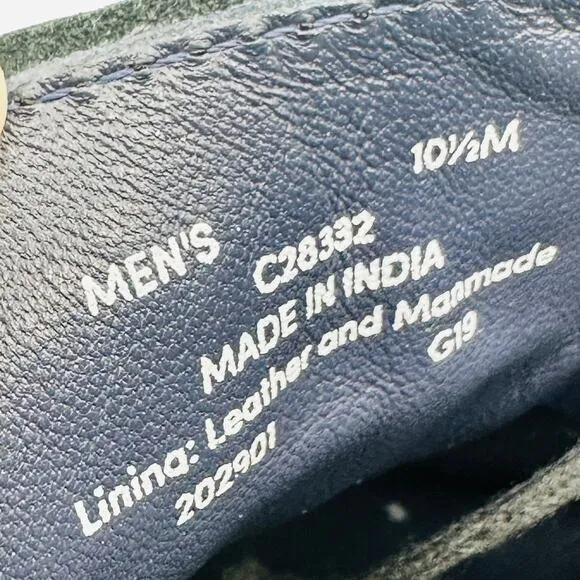 MEN'S 10½M
C28332
MADE IN INDIA
Lining: Leather and Manmade
202901 G19